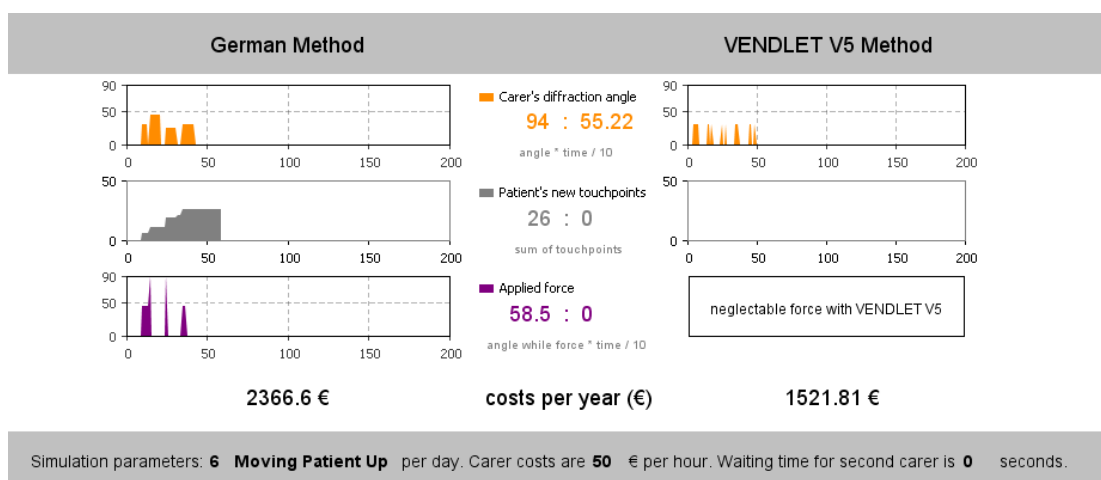 German Method VENDLET V5 Method
90
50
0
0 50 100 150 200
Carer's diffraction angle
94 : 55.22
angle * time / 10
90
50
0
0 50 100 150 200
50
0
0 50 100 150 200
Patient's new touchpoints
26 : 0
sum of touchpoints
50
0
0 50 100 150 200
90
50
0
0 50 100 150 200
Applied force
58.5 : 0
angle while force * time / 10
neglectable force with VENDLET V5
2366.6 € costs per year (€) 1521.81 €
Simulation parameters: 6 Moving Patient Up per day. Carer costs are 50 € per hour. Waiting time for second carer is 0 seconds.